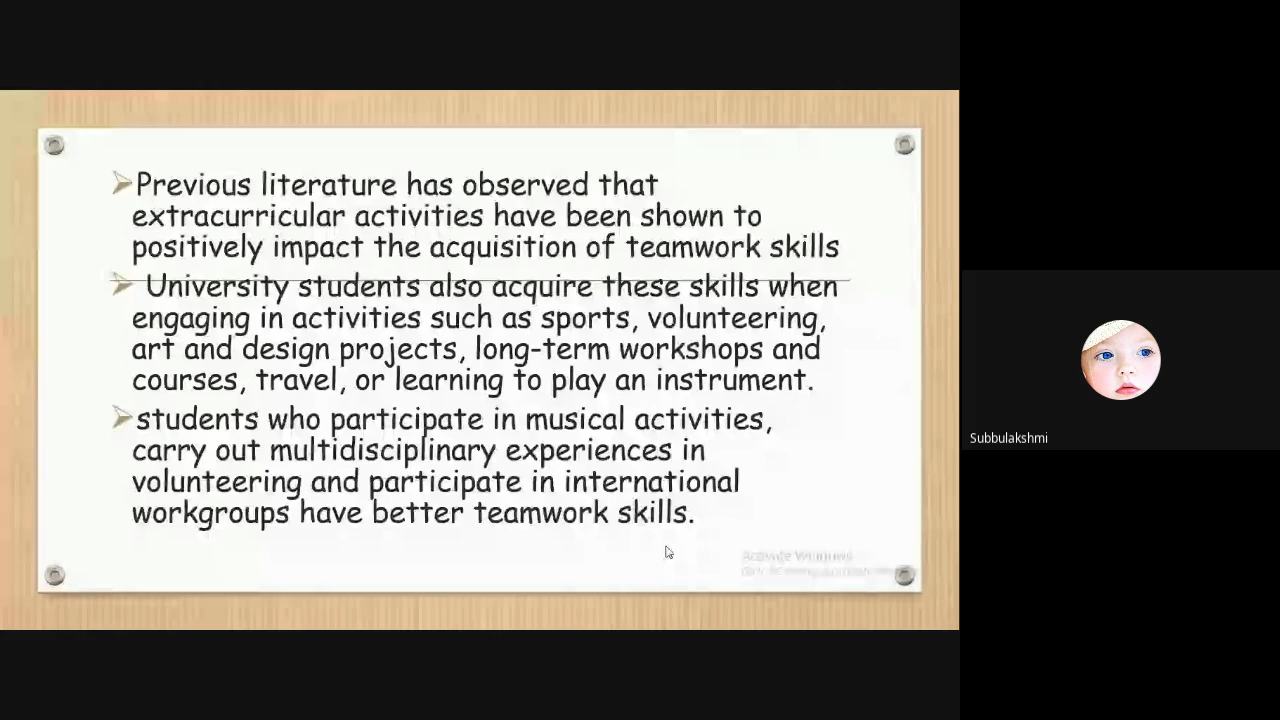 Previous literature has observed that
extracurricular activities have been shown to
positively impact the acquisition of teamwork skills
University students also acquire these skills when
engaging in activities such as sports, volunteering,
art and design projects, long-term workshops and
courses, travel, or learning to play an instrument.
students who participate in musical activities,
carry out multidisciplinary experiences in
volunteering and participate in international
workgroups have better teamwork skills.
Activate Windows
Subbulakshmi